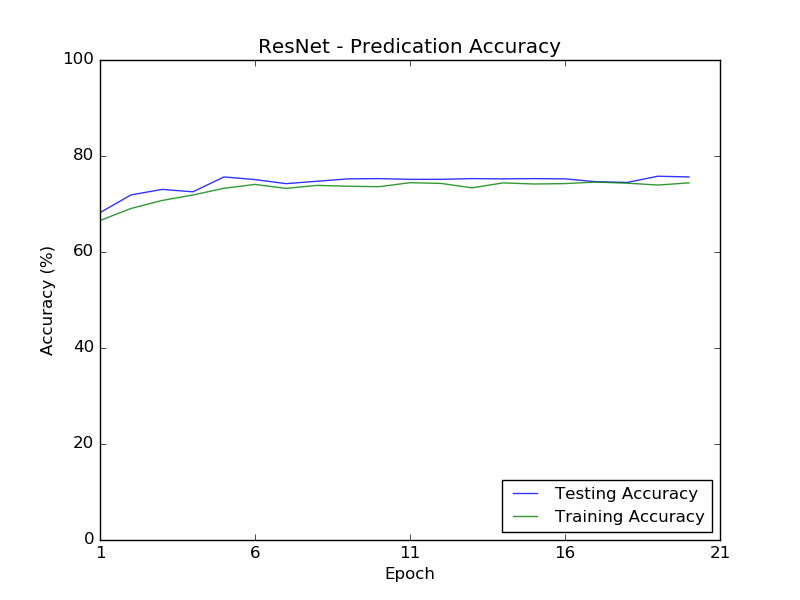 ResNet - Predication Accuracy
100
80
60
40
20
0
Accuracy (%)
1 6 11 16 21
Epoch
Testing Accuracy
Training Accuracy